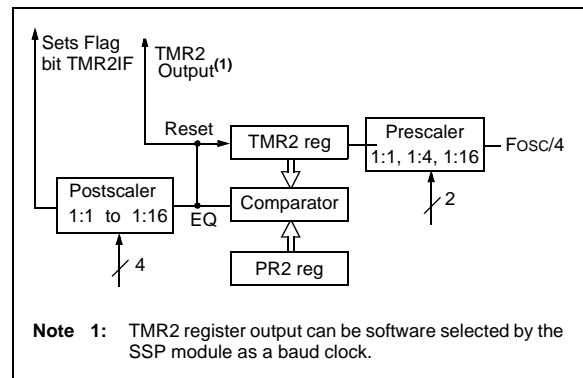 Sets Flag
bit TMR2IF
TMR2
Output(1)
Reset
TMR2 reg
Prescaler
1:1, 1:4, 1:16
FOSC/4
2
Postscaler
1:1 to 1:16
EQ
Comparator
4
PR2 reg
Note 1: TMR2 register output can be software selected by the
SSP module as a baud clock.